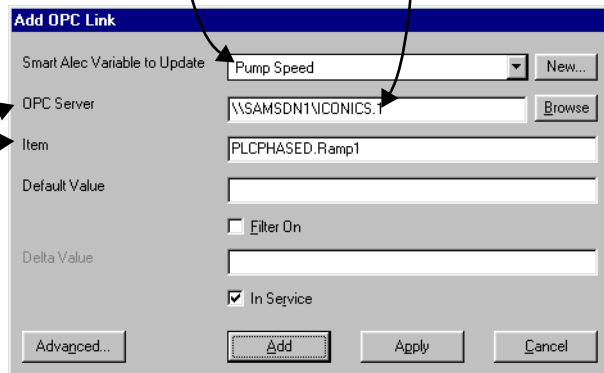 Add OPC Link
Smart Alec Variable to Update Pump Speed New...
OPC Server \\SAMSDN1\ICONICS.1 Browse
Item PLCPHASED.Ramp1
Default Value
Filter On
Delta Value
In Service
Advanced... Add Apply Cancel